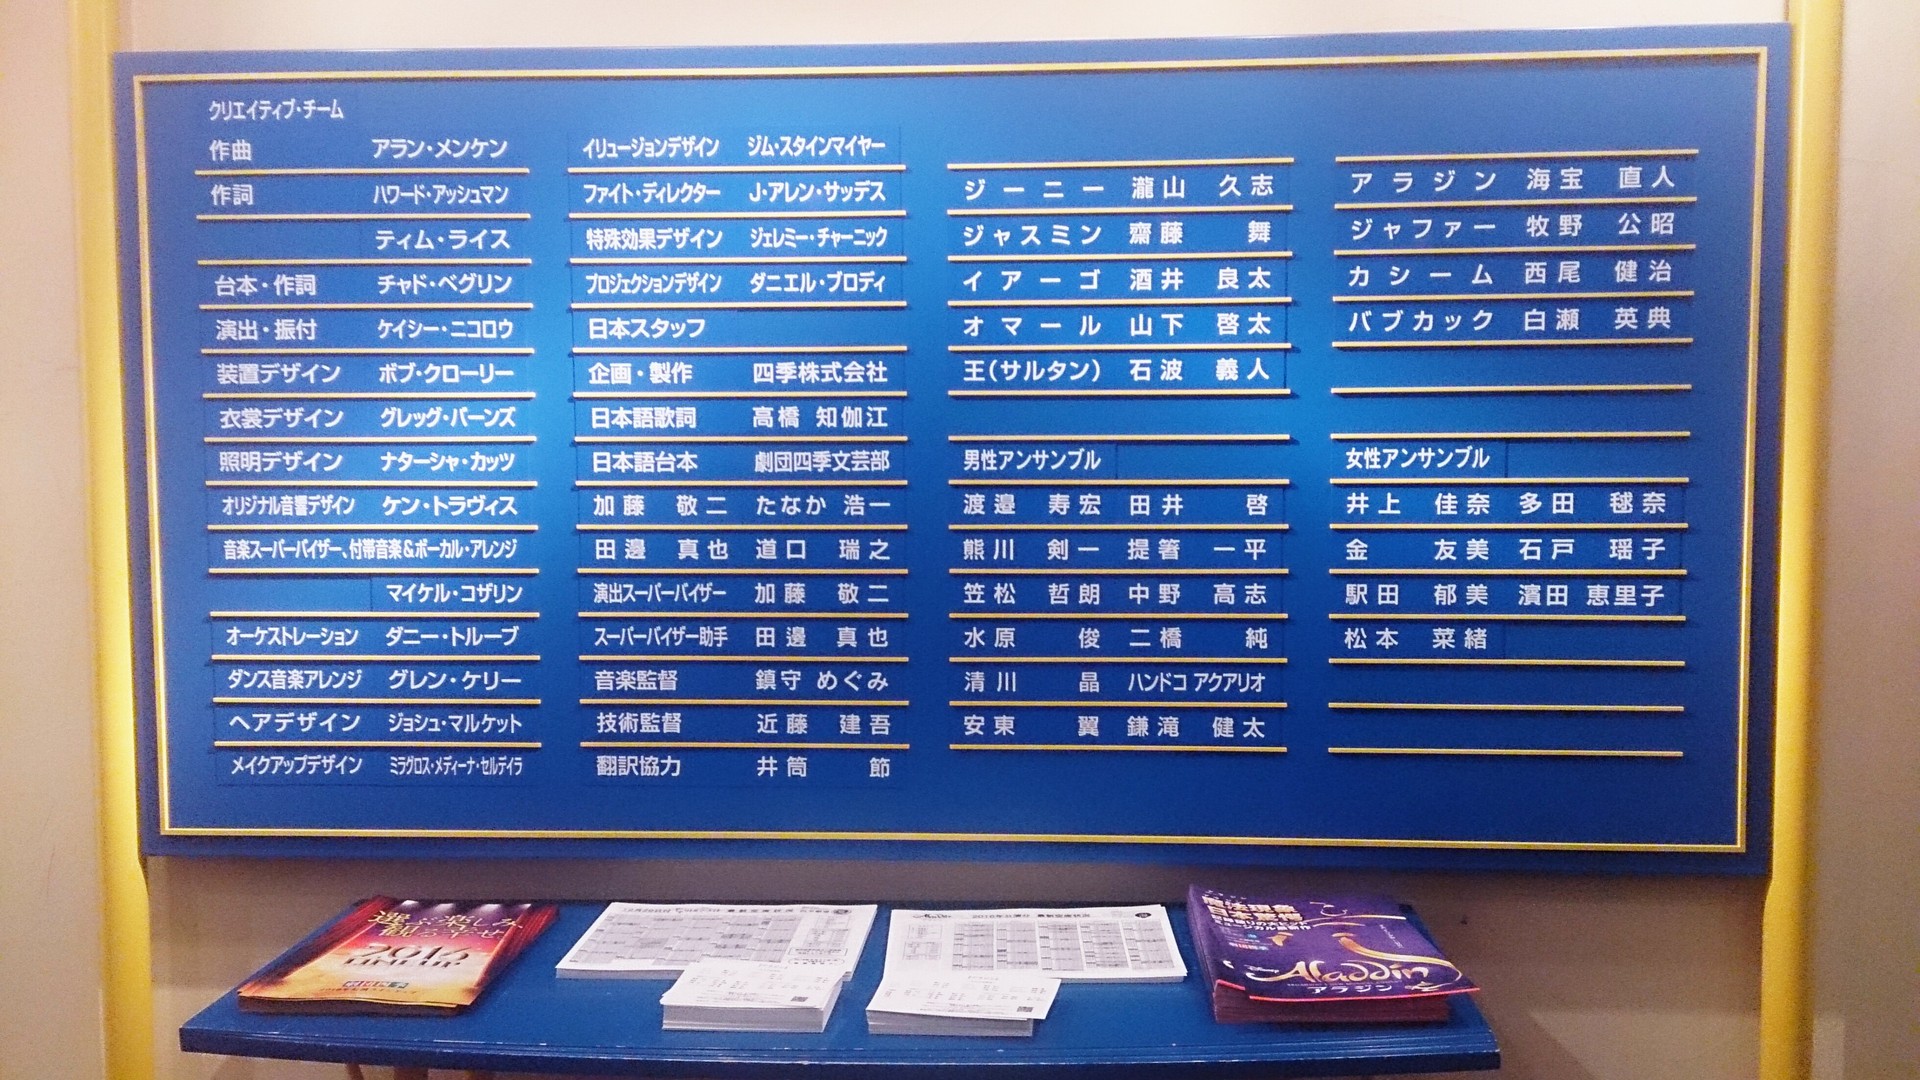 クリエイティブ・チーム
作曲 アラン・メンケン
作詞 ハワード・アッシュマン
ティム・ライス
台本・作詞 チャド・ベグリン
演出・振付 ケイシー・ニコロウ
装置デザイン ボブ・クローリー
衣裳デザイン グレッグ・バーンズ
照明デザイン ナターシャ・カッツ
オリジナル音響デザイン ケン・トラヴィス
音楽スーパーバイザー、付帯音楽&ボーカル・アレンジ
マイケル・コザリン
オーケストレーション ダニー・トルーブ
ダンス音楽アレンジ グレン・ケリー
ヘアデザイン ジョシュ・マルケット
メイクアップデザイン ミラグロス・メディーナ・セルデイラ
イリュージョンデザイン ジム・スタインマイヤー
ファイト・ディレクター J・アレン・サッデス
特殊効果デザイン ジェレミー・チャーニック
プロジェクションデザイン ダニエル・ブロディ
日本スタッフ
企画・製作 四季株式会社
日本語歌詞 高橋 知伽江
日本語台本 劇団四季文芸部
加藤 敬二 たなか 浩一
田邊 真也 道口 瑞之
演出スーパーバイザー 加藤 敬二
スーパーバイザー助手 田邊 真也
音楽監督 鎮守 めぐみ
技術監督 近藤 建吾
翻訳協力 井筒 節
ジーニー 瀧山 久志
ジャスミン 齋藤 舞
イアーゴ 酒井 良太
オマール 山下 啓太
王(サルタン) 石波 義人
男性アンサンブル
渡邉 寿宏 田井 啓
熊川 剣一 提箸 一平
笠松 哲朗 中野 高志
水原 俊 二橋 純
清川 晶 ハンドコ アクアリオ
安東 翼 鎌滝 健太
アラジン 海宝 直人
ジャファー 牧野 公昭
カシーム 西尾 健治
バブカック 白瀬 英典
女性アンサンブル
井上 佳奈 多田 毬奈
金 友美 石戸 瑶子
駅田 郁美 濱田 恵里子
松本 菜緒
選ぶ楽しみ
観る幸せ
Aladdin
アラジン